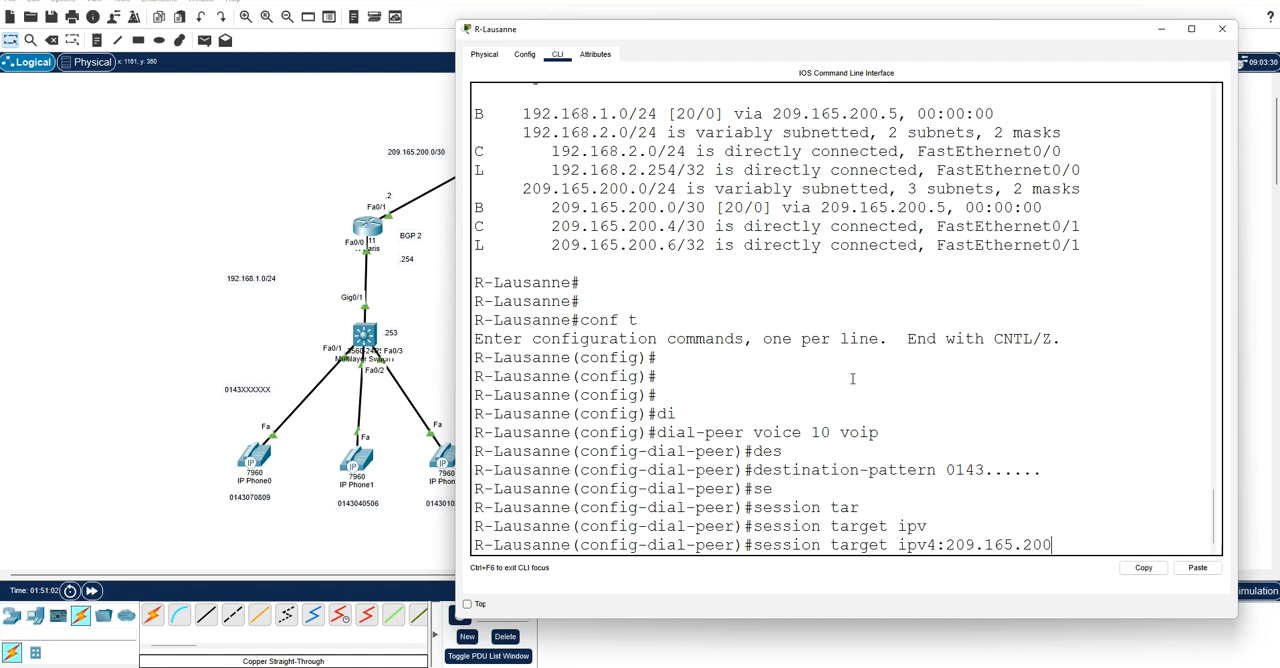 R-Lausanne
Physical
Config
CLI
Attributes
Logical
Physical
x: 1161, y: 360
09:03:30
IOS Command Line Interface
B 192.168.1.0/24 [20/0] via 209.165.200.5, 00:00:00
192.168.2.0/24 is variably subnetted, 2 subnets, 2 masks
C 192.168.2.0/24 is directly connected, FastEthernet0/0
L 192.168.2.254/32 is directly connected, FastEthernet0/0
209.165.200.0/24 is variably subnetted, 3 subnets, 2 masks
B 209.165.200.0/30 [20/0] via 209.165.200.5, 00:00:00
C 209.165.200.4/30 is directly connected, FastEthernet0/1
L 209.165.200.6/32 is directly connected, FastEthernet0/1
R-Lausanne#
R-Lausanne#
R-Lausanne#conf t
Enter configuration commands, one per line. End with CNTL/Z.
R-Lausanne(config)#
R-Lausanne(config)#
R-Lausanne(config)#
R-Lausanne(config)#di
R-Lausanne(config)#dial-peer voice 10 voip
R-Lausanne(config-dial-peer)#des
R-Lausanne(config-dial-peer)#destination-pattern 0143......
R-Lausanne(config-dial-peer)#se
R-Lausanne(config-dial-peer)#session tar
R-Lausanne(config-dial-peer)#session target ipv
R-Lausanne(config-dial-peer)#session target ipv4:209.165.200
Ctrl+F6 to exit CLI focus
Copy
Paste
Top
209.165.200.0/30
.2
Fa0/1
Fa0/0
BGP 2
.254
192.168.1.0/24
Gig0/1
.253
Fa0/1
Fa0/3
Fa0/2
0143XXXXXX
Fa
Fa
Fa
7960
IP Phone0
7960
IP Phone1
0143070809
0143040506
Time: 01:51:02
New
Delete
Toggle PDU List Window
Copper Straight-Through